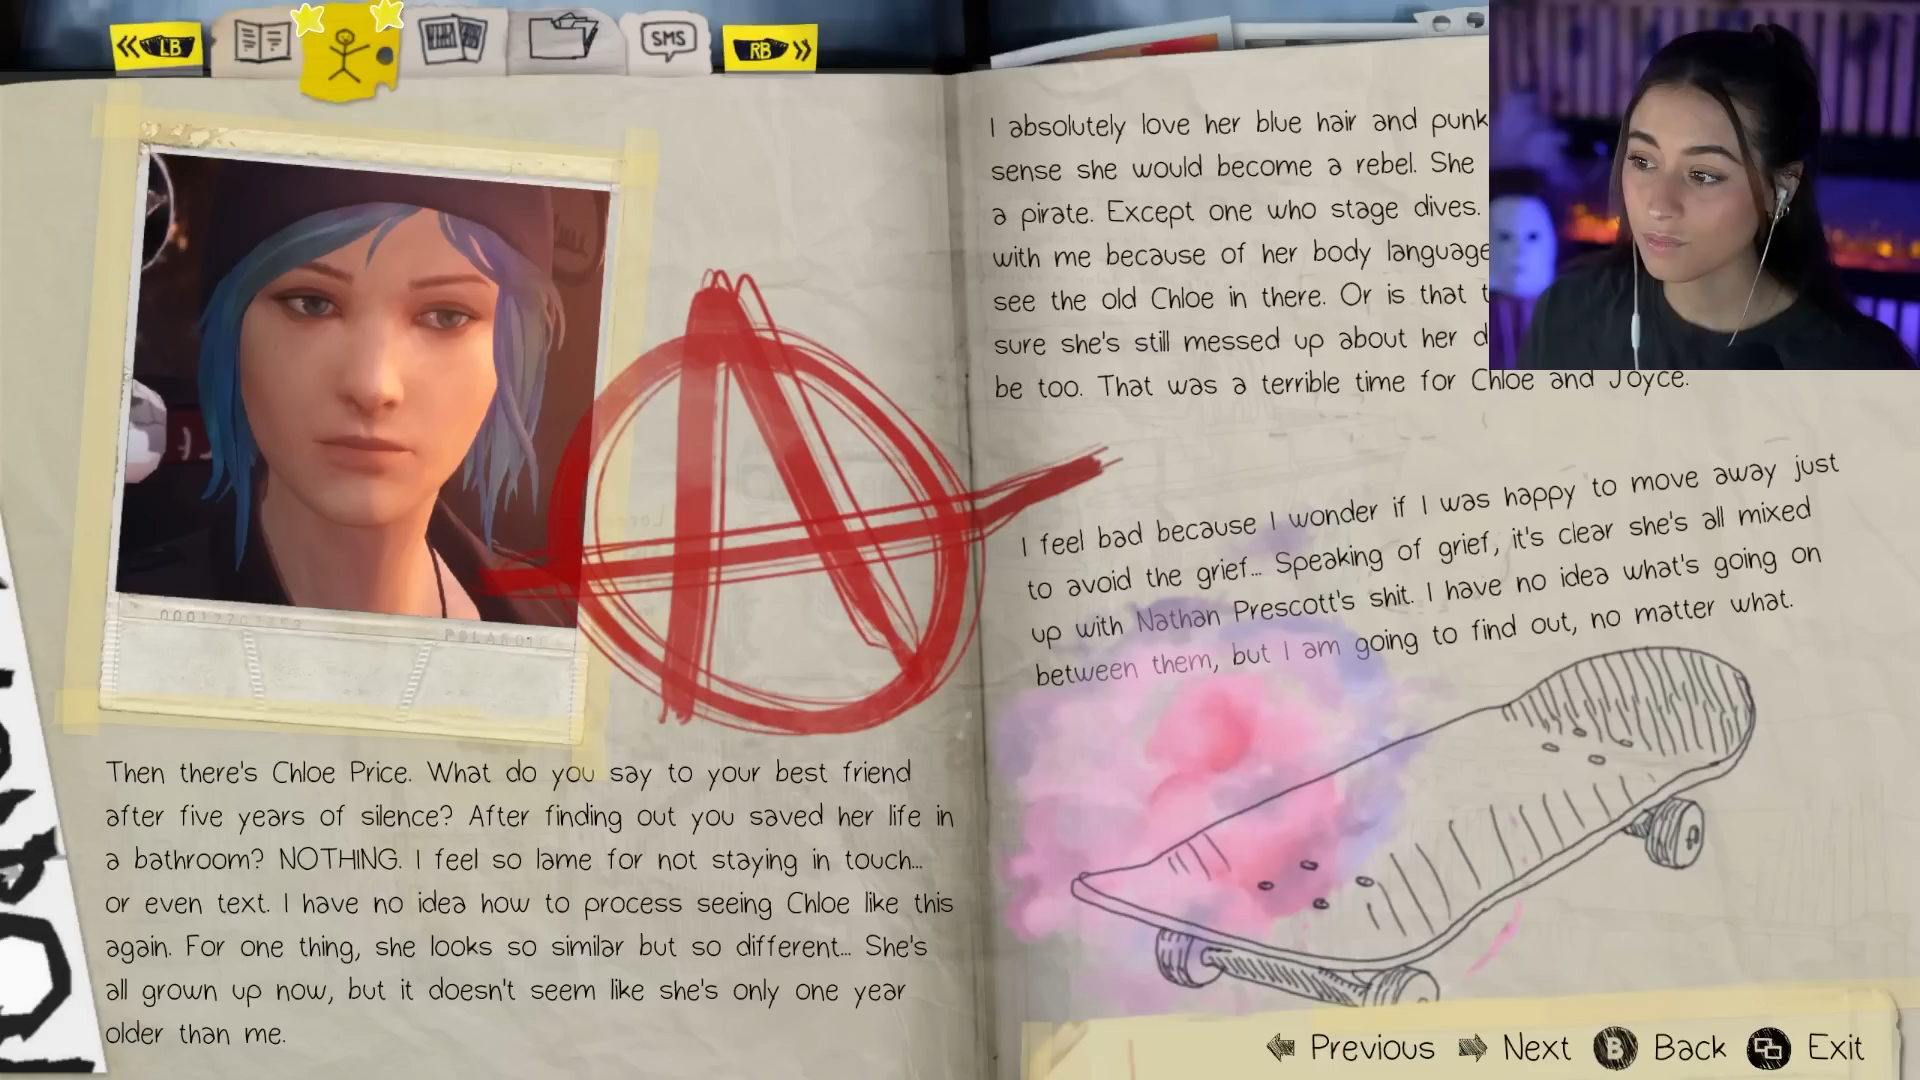 LB
SMS
RB
POLAROI
Then there's Chloe Price. What do you say to your best friend
after five years of silence? After finding out you saved her life in
a bathroom? NOTHING. I feel so lame for not staying in touch...
or even text. I have no idea how to process seeing Chloe like this
again. For one thing, she looks so similar but so different... She's
all grown up now, but it doesn't seem like she's only one year
older than me.
I absolutely love her blue hair and punk
sense she would become a rebel. She
a pirate. Except one who stage dives.
with me because of her body language
see the old Chloe in there. Or is that t
sure she's still messed up about her d
be too. That was a terrible time for Chloe and Joyce.
I feel bad because I wonder if I was happy to move away just
to avoid the grief... Speaking of grief, it's clear she's all mixed
up with Nathan Prescott's shit. I have no idea what's going on
between them, but I am going to find out, no matter what.
Previous Next B Back Exit